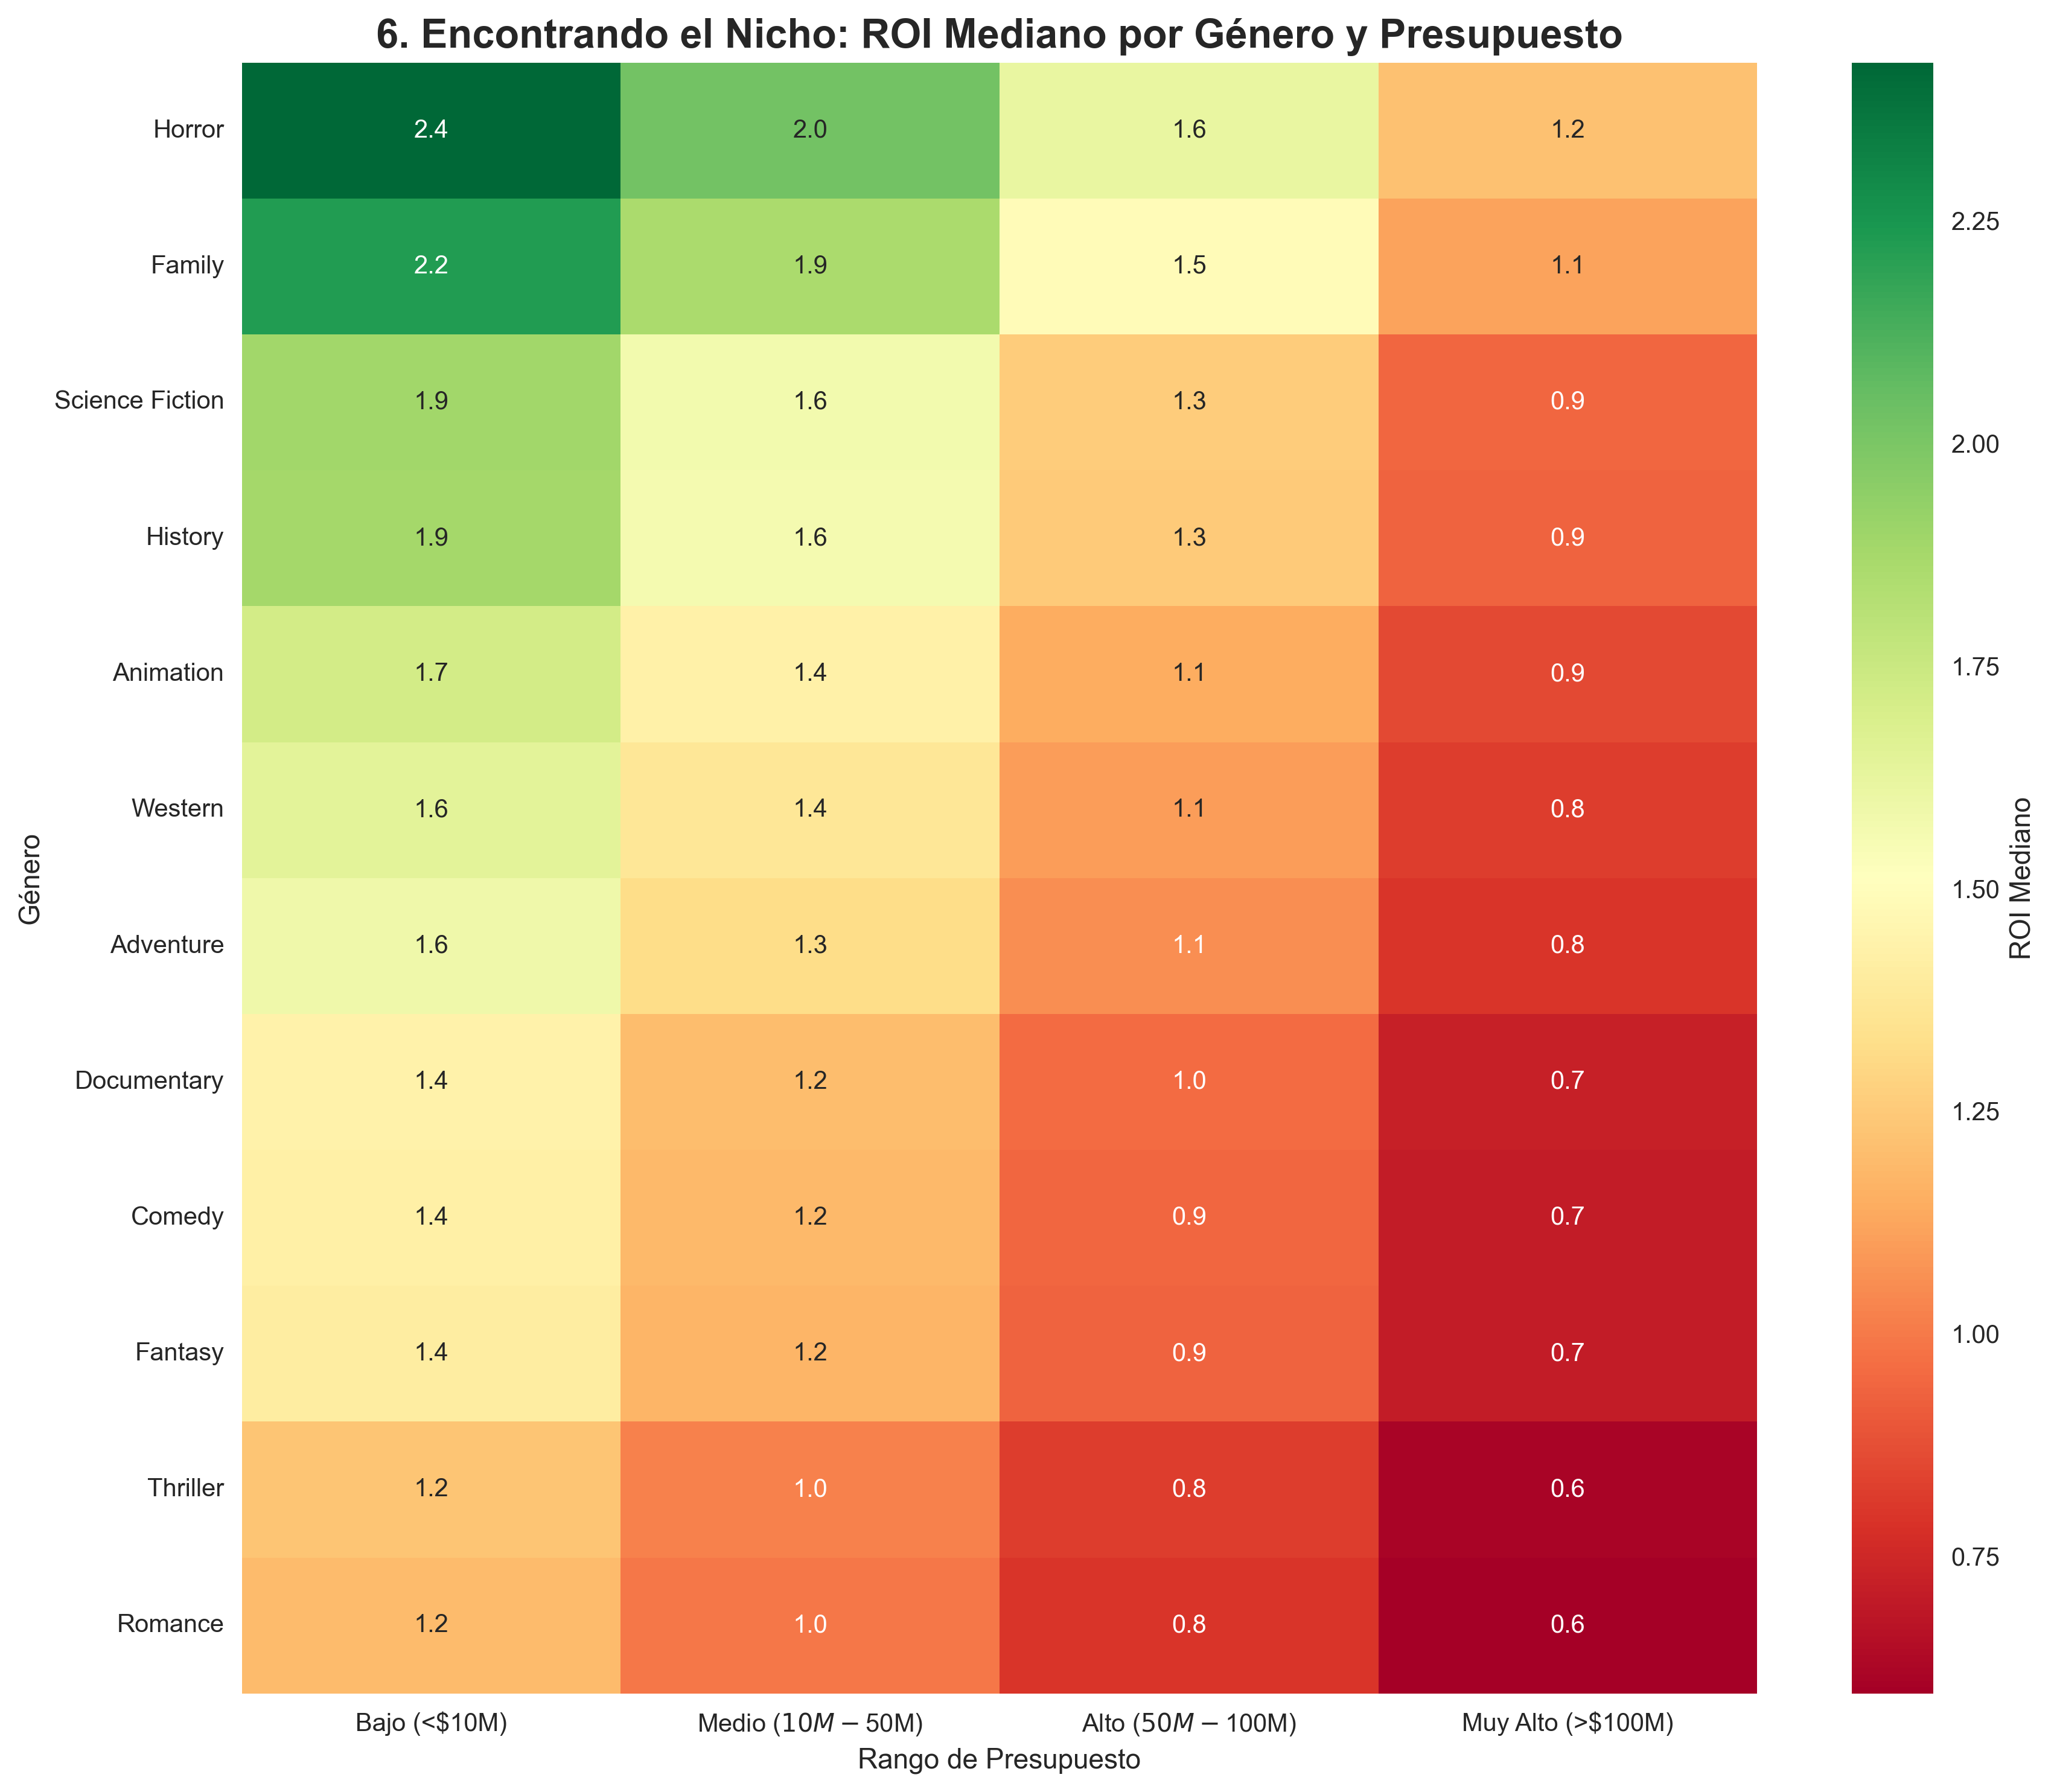 6. Encontrando el Nicho: ROI Mediano por Género y Presupuesto
Horror 2.4 2.0 1.6 1.2
Family 2.2 1.9 1.5 1.1
Science Fiction 1.9 1.6 1.3 0.9
History 1.9 1.6 1.3 0.9
Animation 1.7 1.4 1.1 0.9
Western 1.6 1.4 1.1 0.8
Adventure 1.6 1.3 1.1 0.8
Documentary 1.4 1.2 1.0 0.7
Comedy 1.4 1.2 0.9 0.7
Fantasy 1.4 1.2 0.9 0.7
Thriller 1.2 1.0 0.8 0.6
Romance 1.2 1.0 0.8 0.6
Género
Bajo (<$10M) Medio (10M − 50M) Alto (50M − 100M) Muy Alto (>$100M)
Rango de Presupuesto
2.25
2.00
1.75
1.50
1.25
1.00
0.75
ROI Mediano